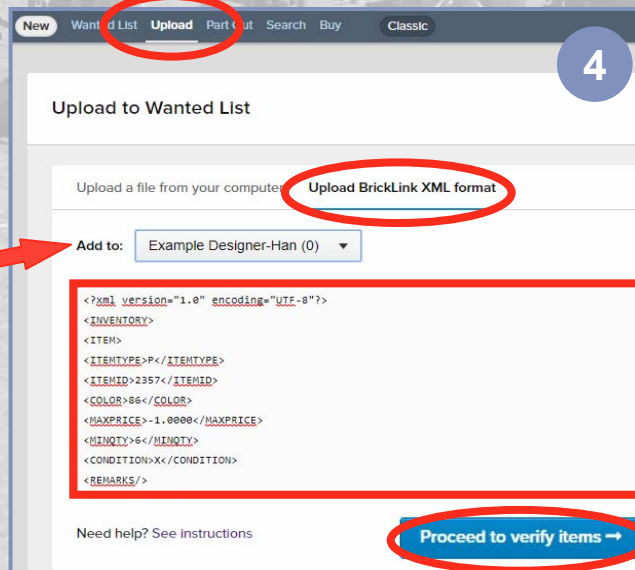 New Wanted List Upload Part Out Search Buy Classic
4
Upload to Wanted List
Upload a file from your computer Upload BrickLink XML format
Add to: Example Designer-Han (0)
<?xml version="1.0" encoding="UTF-8"?>
<INVENTORY>
<ITEM>
<ITEMTYPE>P</ITEMTYPE>
<ITEMID>2357</ITEMID>
<COLOR>86</COLOR>
<MAXPRICE>-1.0000</MAXPRICE>
<MINQTY>6</MINQTY>
<CONDITION>X</CONDITION>
<REMARKS/>
Need help? See instructions
Proceed to verify items →